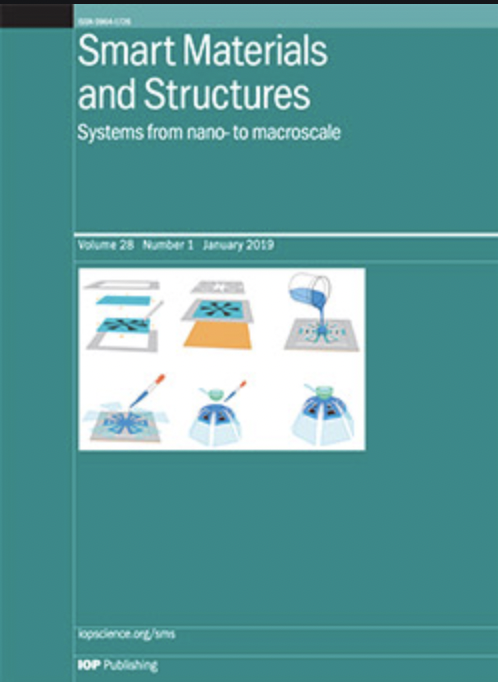 Smart Materials
and Structures
Systems from nano- to macroscale
Volume 28 Number 1 January 2019
iopscience.org/sms
IOP Publishing